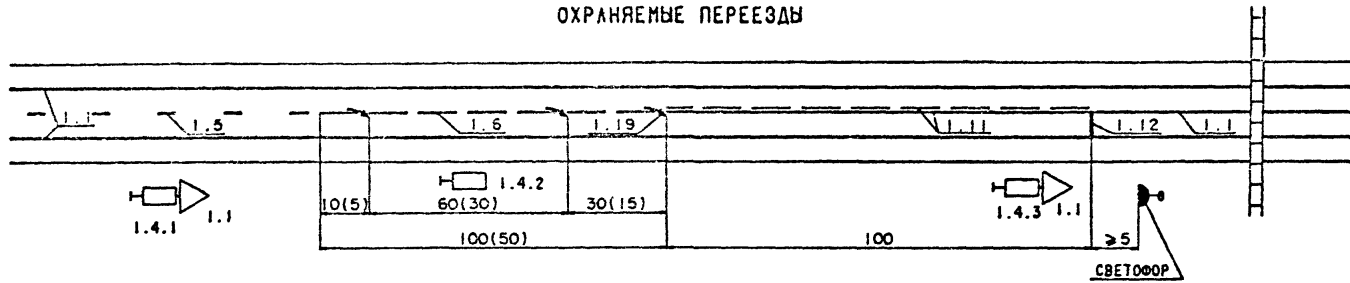 ОХРАНЯЕМЫЕ ПЕРЕЕЗДЫ
1.1 1.5 1.6 1.19 1.11 1.12 1.1
1.4.1 1.1 1.4.2 1.4.3 1.1
10(5) 60(30) 30(15)
100(50) 100 ⩾5
СВЕТОФОР